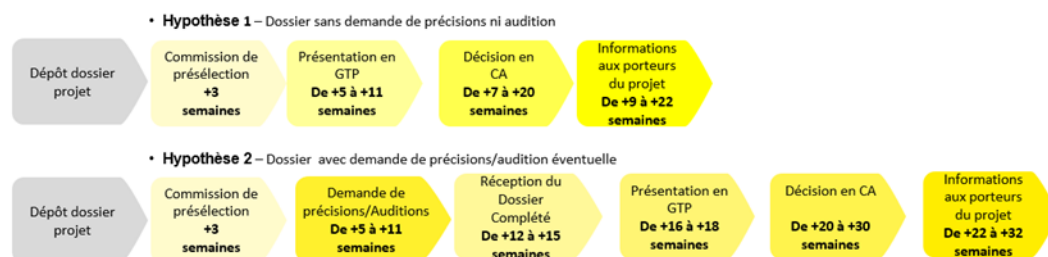 • Hypothèse 1 – Dossier sans demande de précisions ni audition
Dépôt dossier
projet
Commission de
présélection
+3
semaines
Présentation en
GTP
De +5 à +11
semaines
Décision en
CA
De +7 à +20
semaines
Informations
aux porteurs
du projet
De +9 à +22
semaines
• Hypothèse 2 – Dossier avec demande de précisions/audition éventuelle
Dépôt dossier
projet
Commission de
présélection
+3
semaines
Demande de
précisions/Auditions
De +5 à +11
semaines
Réception du
Dossier
Complété
De +12 à +15
semaines
Présentation en
GTP
De +16 à +18
semaines
Décision en CA
De +20 à +30
semaines
Informations
aux porteurs
du projet
De +22 à +32
semaines